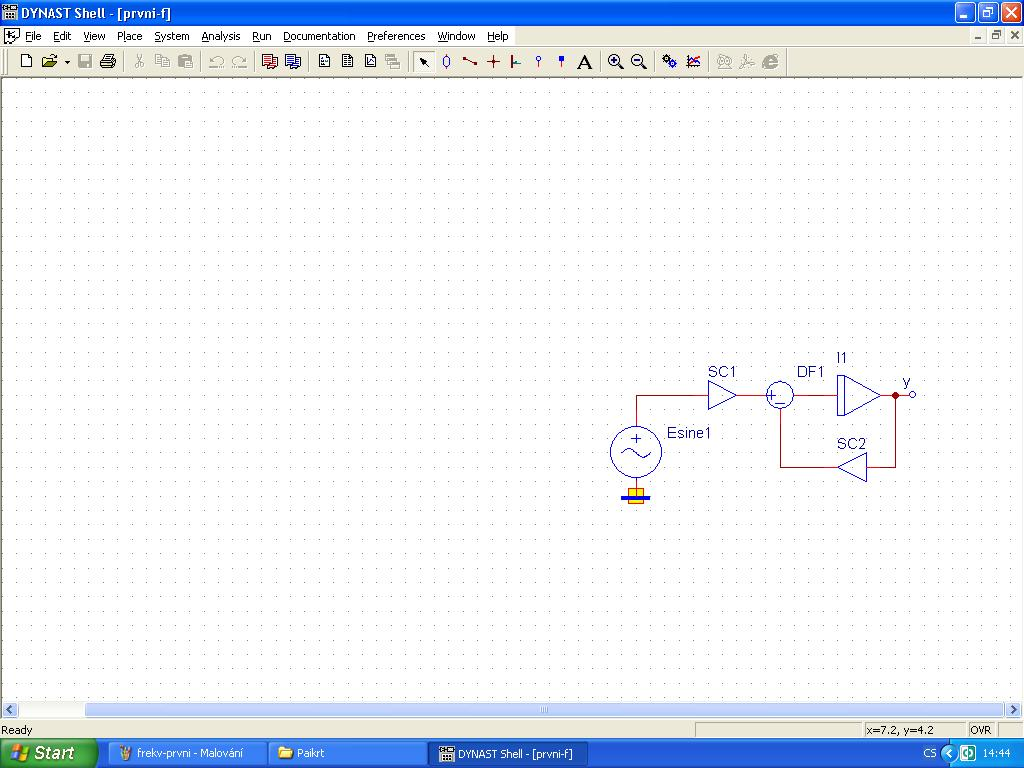 DYNAST Shell - [prvni-f]
File Edit View Place System Analysis Run Documentation Preferences Window Help
A
I1
SC1 DF1
y
Esine1
SC2
Ready x=7.2, y=4.2 OVR
Start frekv-prvni - Malování Paikrt DYNAST Shell - [prvni-f] CS 14:44